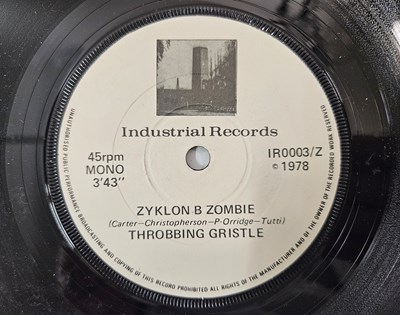 Industrial Records
45rpm
MONO
3'43"
IR0003/Z
© 1978
ZYKLON B ZOMBIE
(Carter–Christopherson–P-Orridge–Tutti)
THROBBING GRISTLE
UNAUTHORISED PUBLIC PERFORMANCE BROADCASTING AND COPYING OF THIS RECORD PROHIBITED ALL RIGHTS OF THE MANUFACTURER AND OF THE OWNER OF THE RECORDED WORK RESERVED